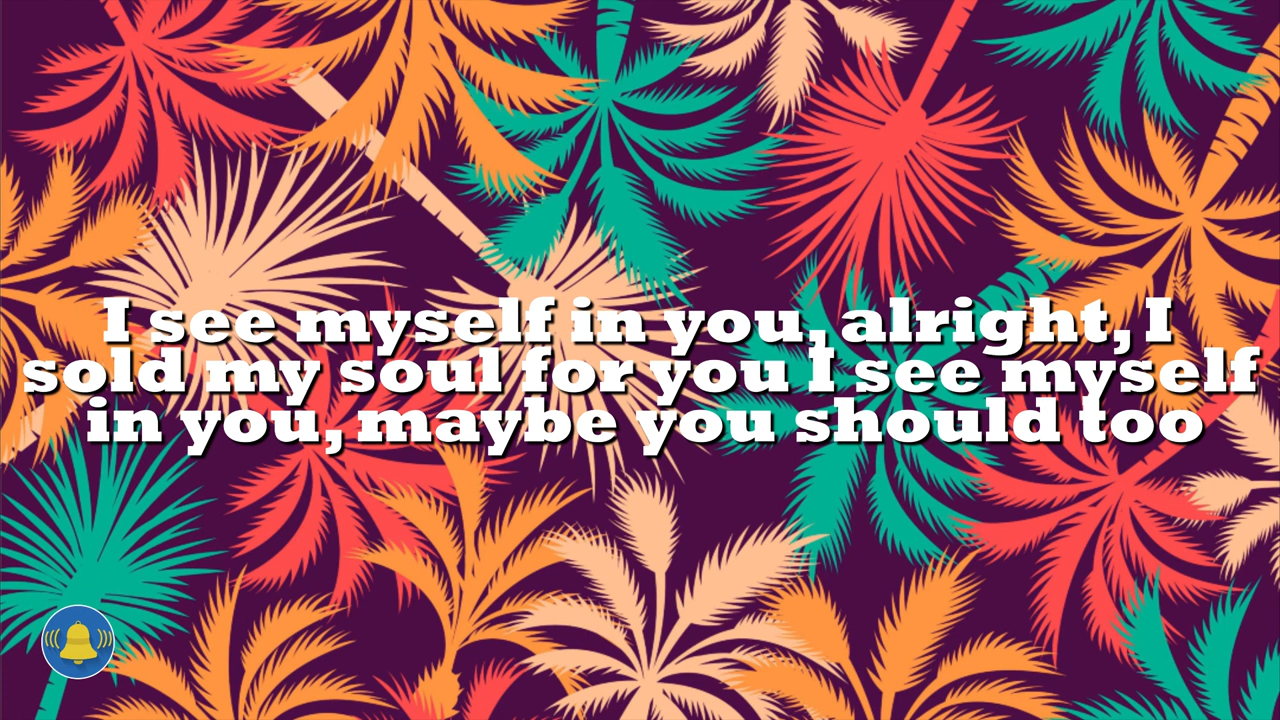 I see myself in you, alright, I
sold my soul for you I see myself
in you, maybe you should too